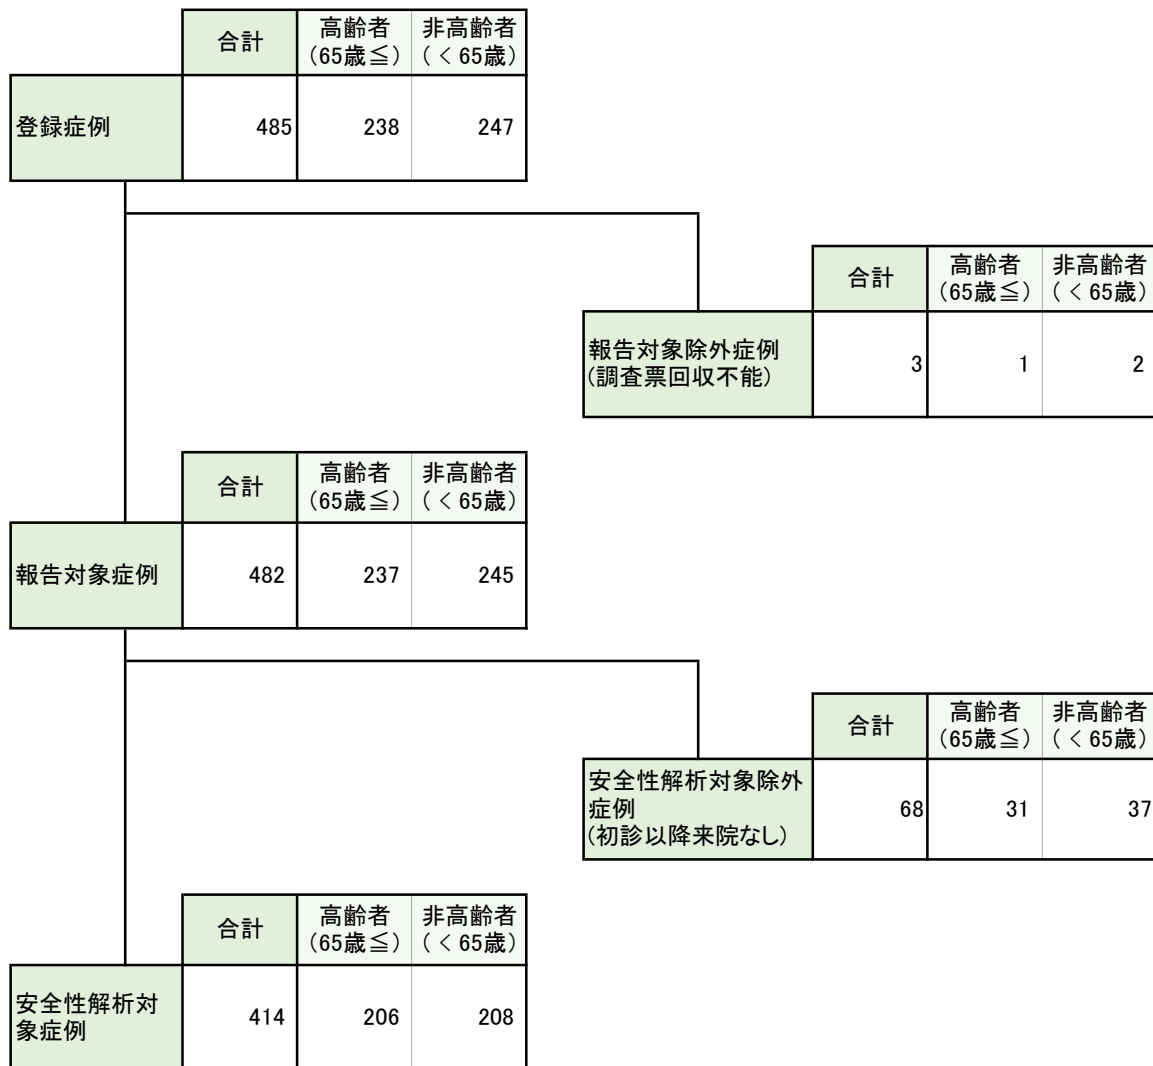 合計 高齢者 非高齢者
(65歳≦) (＜65歳)
登録症例 485 238 247
合計 高齢者 非高齢者
(65歳≦) (＜65歳)
報告対象除外症例
(調査票回収不能) 3 1 2
合計 高齢者 非高齢者
(65歳≦) (＜65歳)
報告対象症例 482 237 245
合計 高齢者 非高齢者
(65歳≦) (＜65歳)
安全性解析対象除外
症例 68 31 37
(初診以降来院なし)
合計 高齢者 非高齢者
(65歳≦) (＜65歳)
安全性解析対
象症例 414 206 208